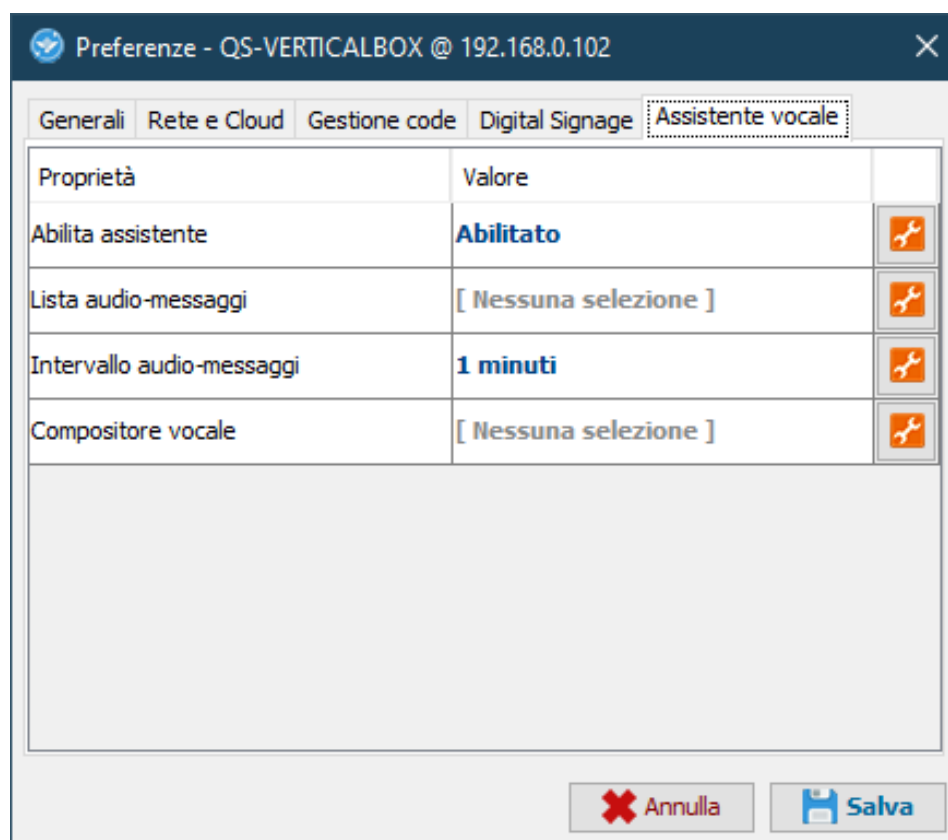 Preferenze - QS-VERTICALBOX @ 192.168.0.102
Generali Rete e Cloud Gestione code Digital Signage Assistente vocale
Proprietà Valore
Abilita assistente Abilitato
Lista audio-messaggi [ Nessuna selezione ]
Intervallo audio-messaggi 1 minuti
Compositore vocale [ Nessuna selezione ]
Annulla Salva